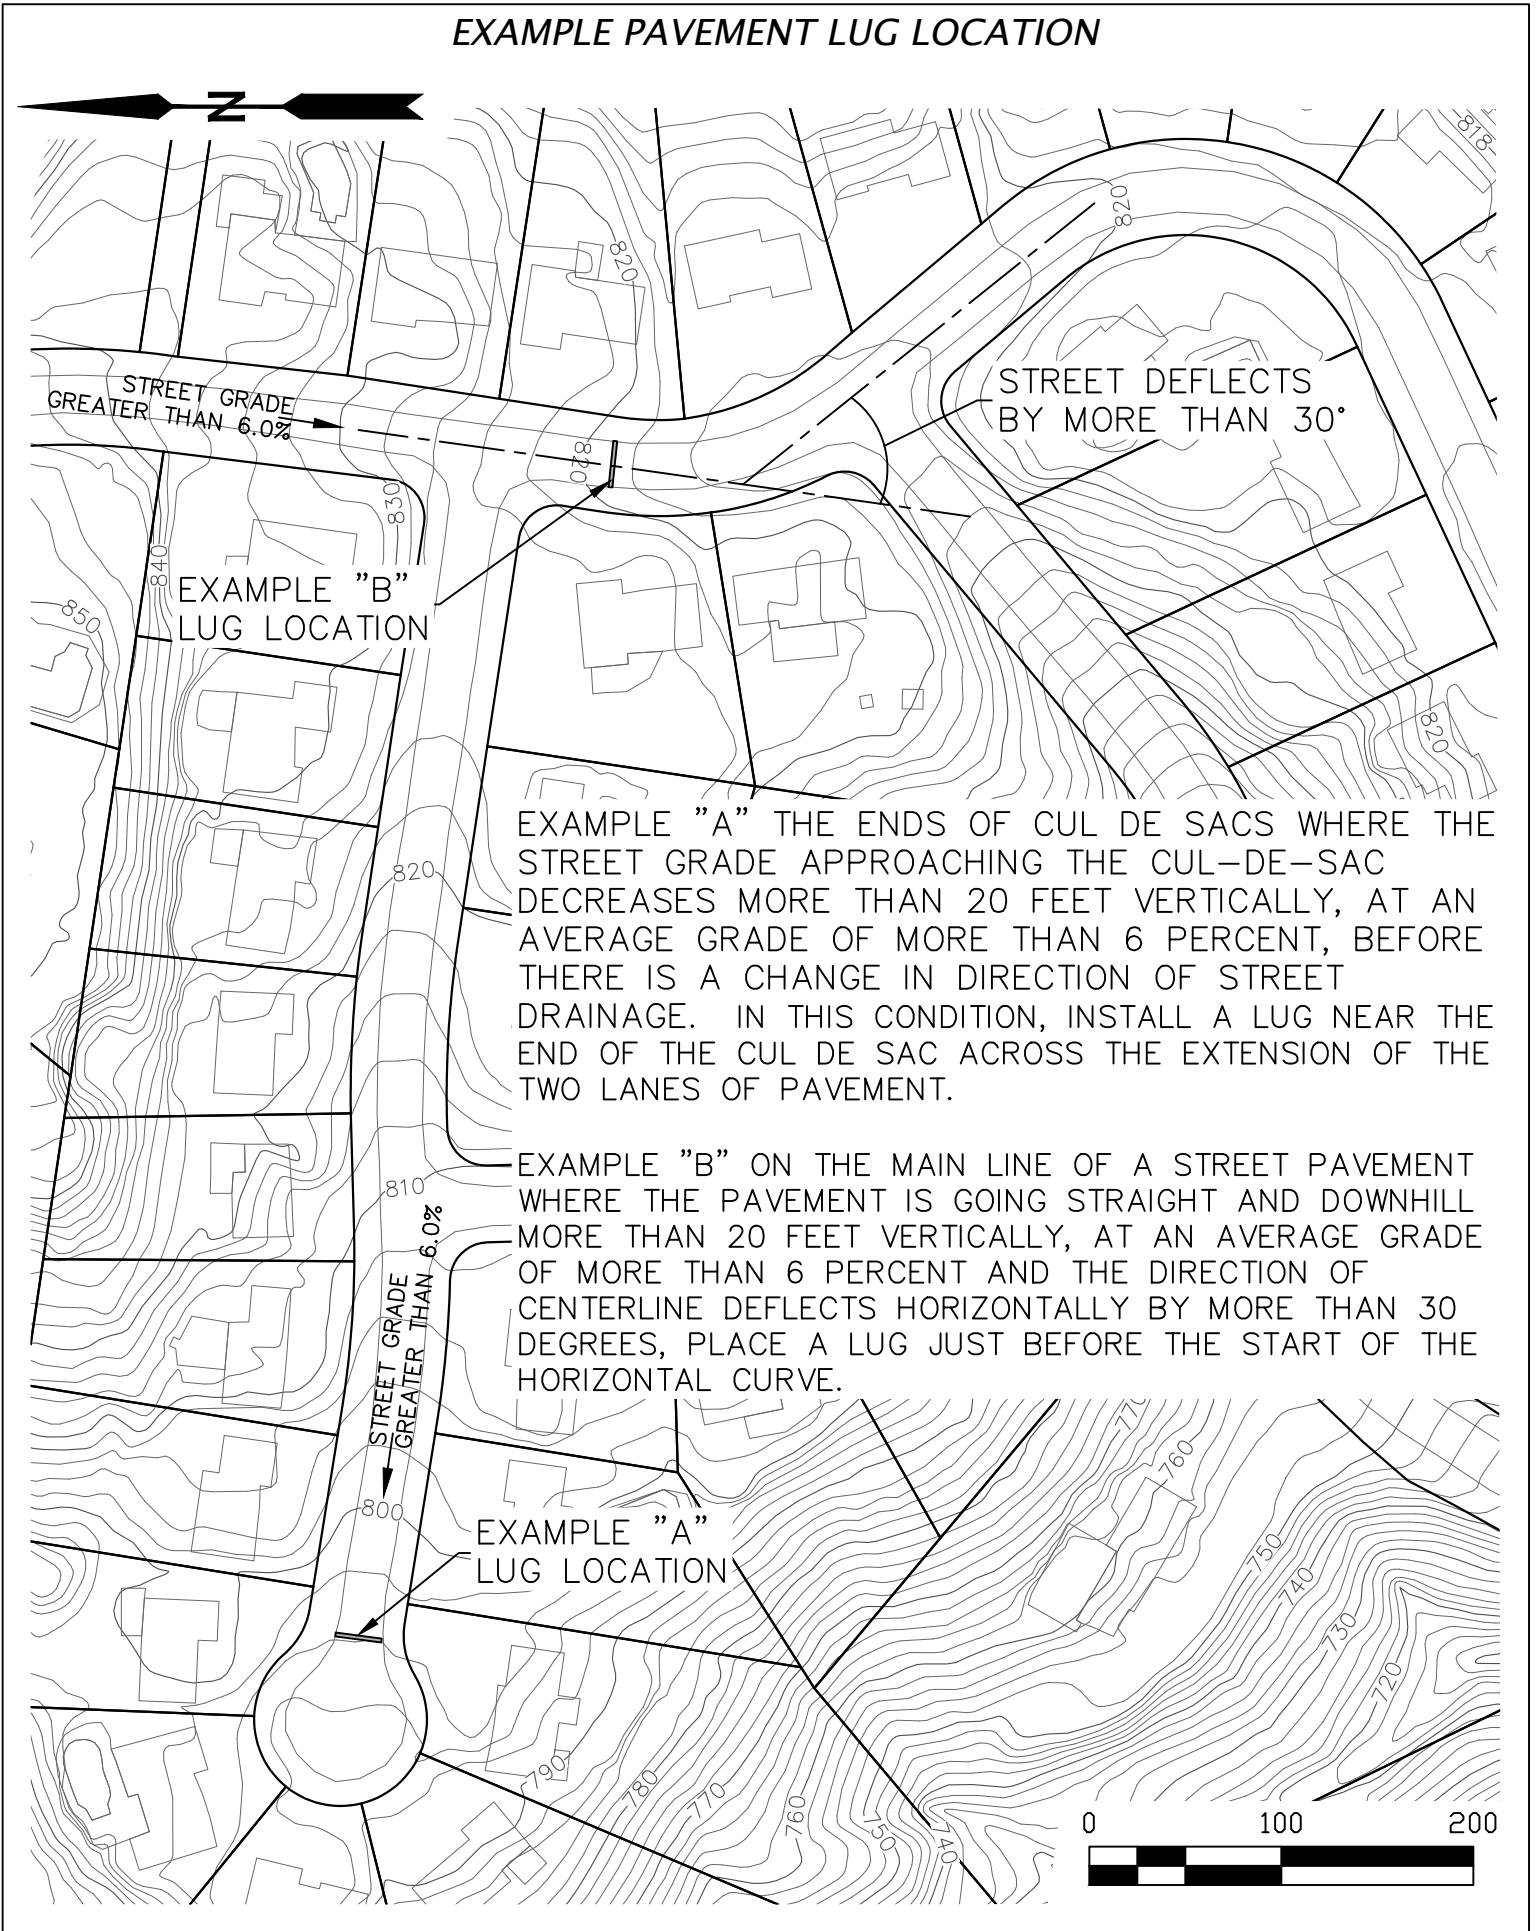 EXAMPLE PAVEMENT LUG LOCATION
N
818
820
820
STREET GRADE
GREATER THAN 6.0%
STREET DEFLECTS
BY MORE THAN 30°
820
830
840
850
EXAMPLE "B"
LUG LOCATION
820
820
EXAMPLE "A" THE ENDS OF CUL DE SACS WHERE THE
STREET GRADE APPROACHING THE CUL-DE-SAC
DECREASES MORE THAN 20 FEET VERTICALLY, AT AN
AVERAGE GRADE OF MORE THAN 6 PERCENT, BEFORE
THERE IS A CHANGE IN DIRECTION OF STREET
DRAINAGE. IN THIS CONDITION, INSTALL A LUG NEAR THE
END OF THE CUL DE SAC ACROSS THE EXTENSION OF THE
TWO LANES OF PAVEMENT.
EXAMPLE "B" ON THE MAIN LINE OF A STREET PAVEMENT
WHERE THE PAVEMENT IS GOING STRAIGHT AND DOWNHILL
MORE THAN 20 FEET VERTICALLY, AT AN AVERAGE GRADE
OF MORE THAN 6 PERCENT AND THE DIRECTION OF
CENTERLINE DEFLECTS HORIZONTALLY BY MORE THAN 30
DEGREES, PLACE A LUG JUST BEFORE THE START OF THE
HORIZONTAL CURVE.
810
STREET GRADE
GREATER THAN 6.0%
770
760
800
EXAMPLE "A"
LUG LOCATION
750
740
730
720
790
780
770
760
750
740
0 100 200